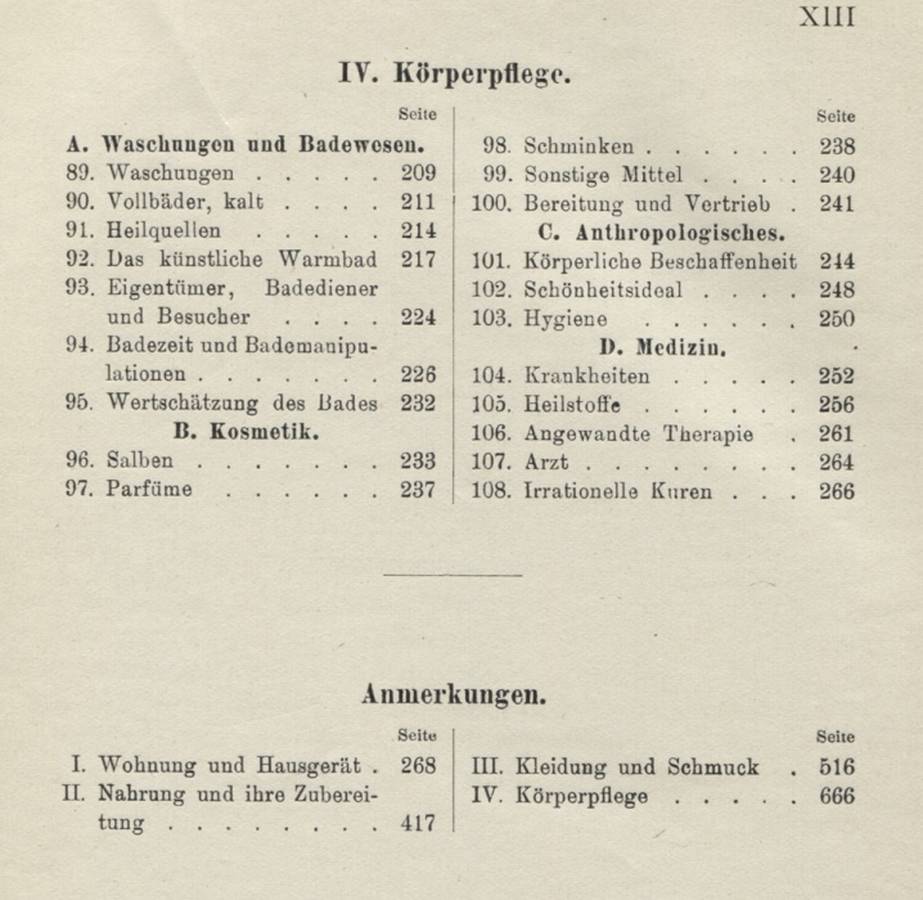 XIII
IV. Körperpflege.
Seite
A. Waschungen und Badewesen.
89. Waschungen . . . . . 209
90. Vollbäder, kalt . . . . 211
91. Heilquellen . . . . . 214
92. Das künstliche Warmbad 217
93. Eigentümer, Badediener
und Besucher . . . . 224
94. Badezeit und Bademanipu-
lationen . . . . . . . 226
95. Wertschätzung des Bades 232
B. Kosmetik.
96. Salben . . . . . . . 233
97. Parfüme . . . . . . 237
Seite
98. Schminken . . . . . . 238
99. Sonstige Mittel . . . . 240
100. Bereitung und Vertrieb . 241
C. Anthropologisches.
101. Körperliche Beschaffenheit 244
102. Schönheitsideal . . . . 248
103. Hygiene . . . . . . 250
D. Medizin.
104. Krankheiten . . . . . 252
105. Heilstoffe . . . . . . 256
106. Angewandte Therapie . 261
107. Arzt . . . . . . . . 264
108. Irrationelle Kuren . . . 266
Anmerkungen.
Seite
I. Wohnung und Hausgerät . 268
II. Nahrung und ihre Zuberei-
tung . . . . . . . . 417
Seite
III. Kleidung und Schmuck . 516
IV. Körperpflege . . . . . 666